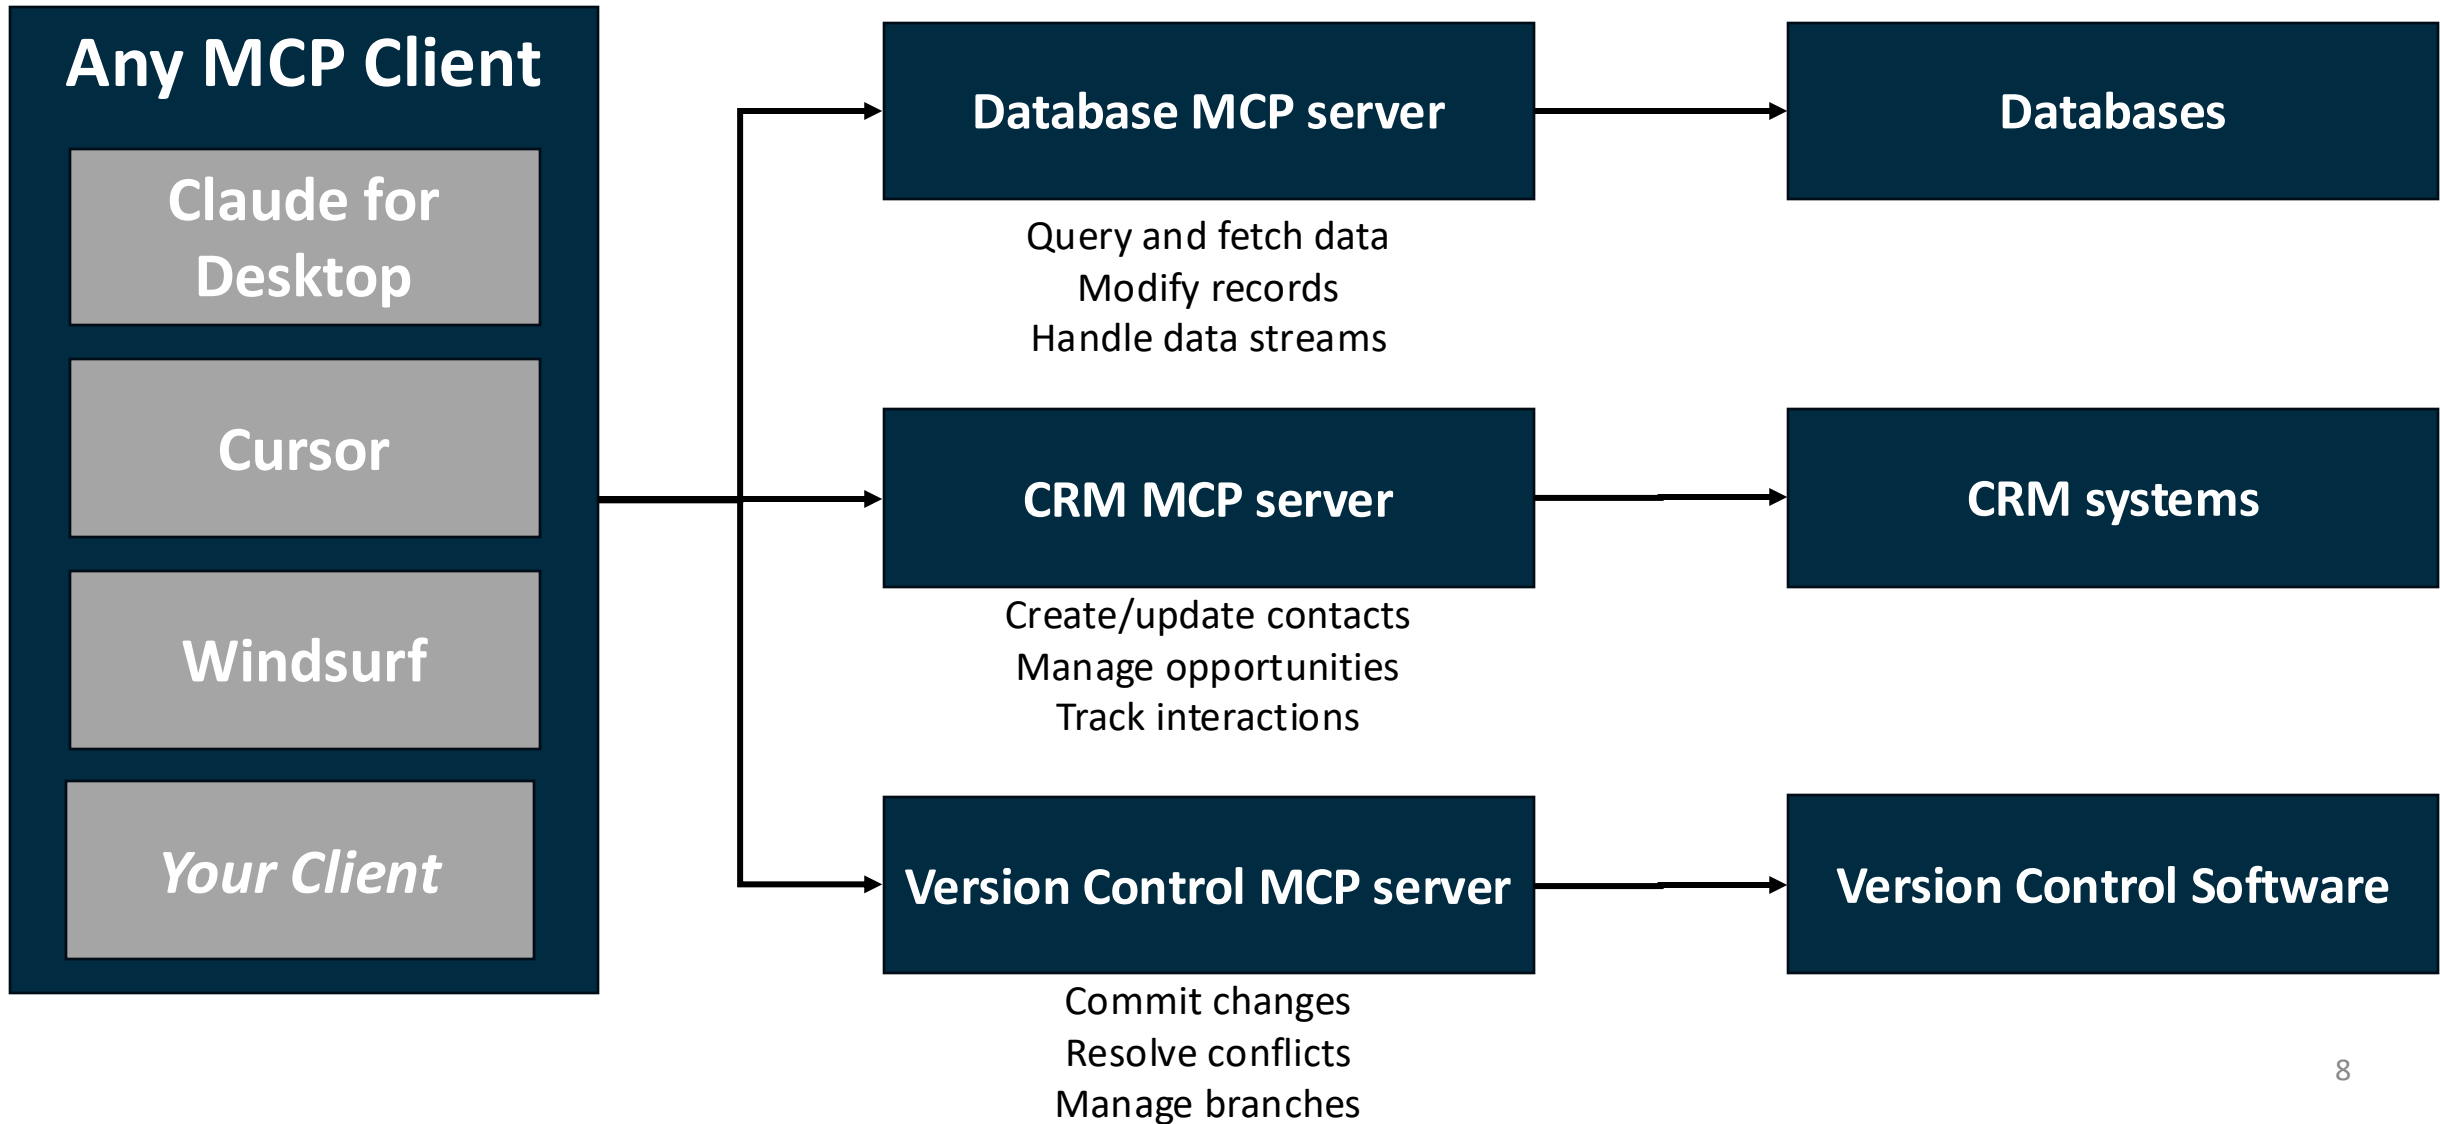 Any MCP Client
Claude for
Desktop
Cursor
Windsurf
Your Client
Database MCP server
Query and fetch data
Modify records
Handle data streams
CRM MCP server
Create/update contacts
Manage opportunities
Track interactions
Version Control MCP server
Commit changes
Resolve conflicts
Manage branches
Databases
CRM systems
Version Control Software
8